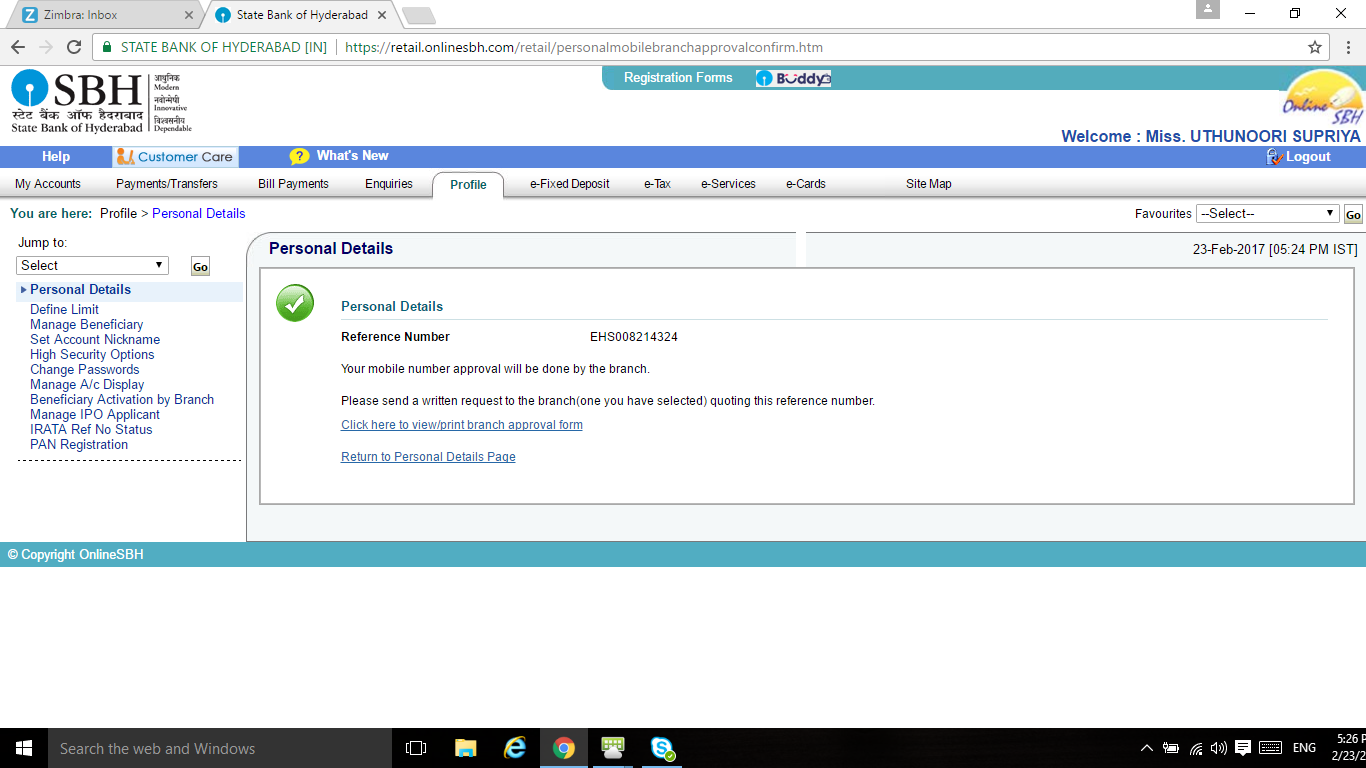 Zimbra: Inbox
State Bank of Hyderabad
STATE BANK OF HYDERABAD [IN]
https://retail.onlinesbh.com/retail/personalmobilebranchapprovalconfirm.htm
SBH
आधुनिक
Modern
नवोन्मेषी
Innovative
विश्वसनीय
Dependable
स्टेट बैंक ऑफ हैदराबाद
State Bank of Hyderabad
Registration Forms
Buddy
Online
SBH
Welcome : Miss. UTHUNOORI SUPRIYA
Help
Customer Care
? What's New
Logout
My Accounts Payments/Transfers Bill Payments Enquiries Profile e-Fixed Deposit e-Tax e-Services e-Cards Site Map
You are here: Profile > Personal Details
Favourites --Select-- Go
Jump to:
Select Go
Personal Details
Define Limit
Manage Beneficiary
Set Account Nickname
High Security Options
Change Passwords
Manage A/c Display
Beneficiary Activation by Branch
Manage IPO Applicant
IRATA Ref No Status
PAN Registration
Personal Details
23-Feb-2017 [05:24 PM IST]
Personal Details
Reference Number EHS008214324
Your mobile number approval will be done by the branch.
Please send a written request to the branch(one you have selected) quoting this reference number.
Click here to view/print branch approval form
Return to Personal Details Page
© Copyright OnlineSBH
Search the web and Windows
ENG
5:26 P
2/23/2